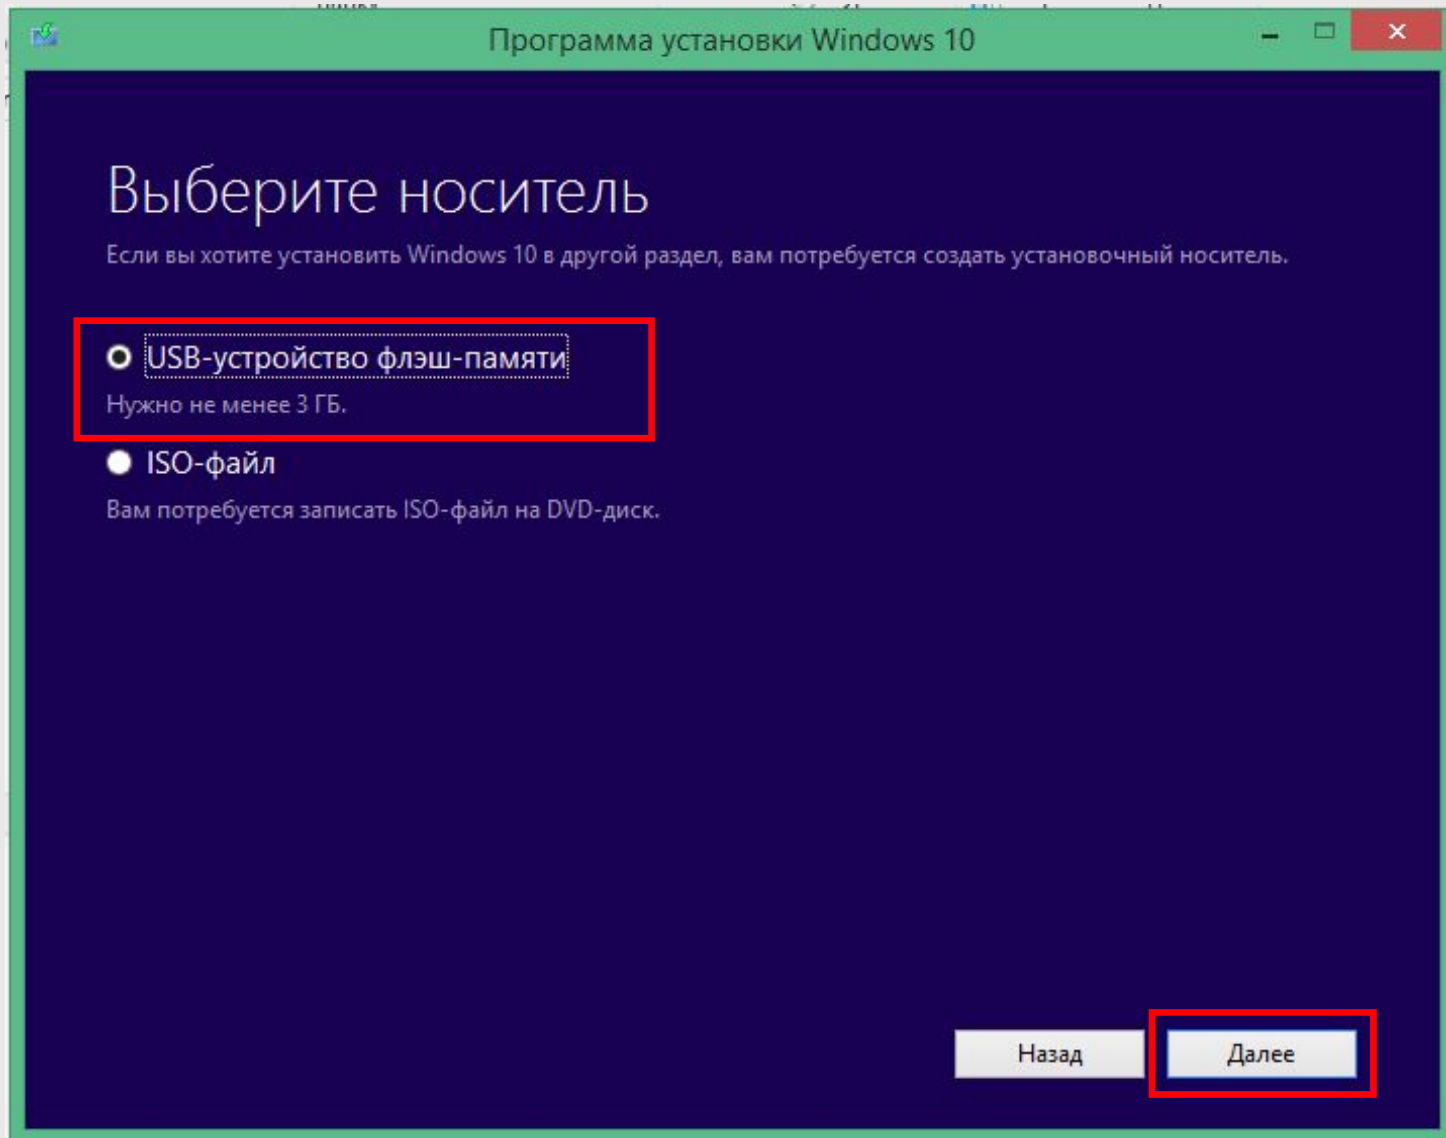 Программа установки Windows 10
Выберите носитель
Если вы хотите установить Windows 10 в другой раздел, вам потребуется создать установочный носитель.
USB-устройство флэш-памяти
Нужно не менее 3 ГБ.
ISO-файл
Вам потребуется записать ISO-файл на DVD-диск.
Назад
Далее